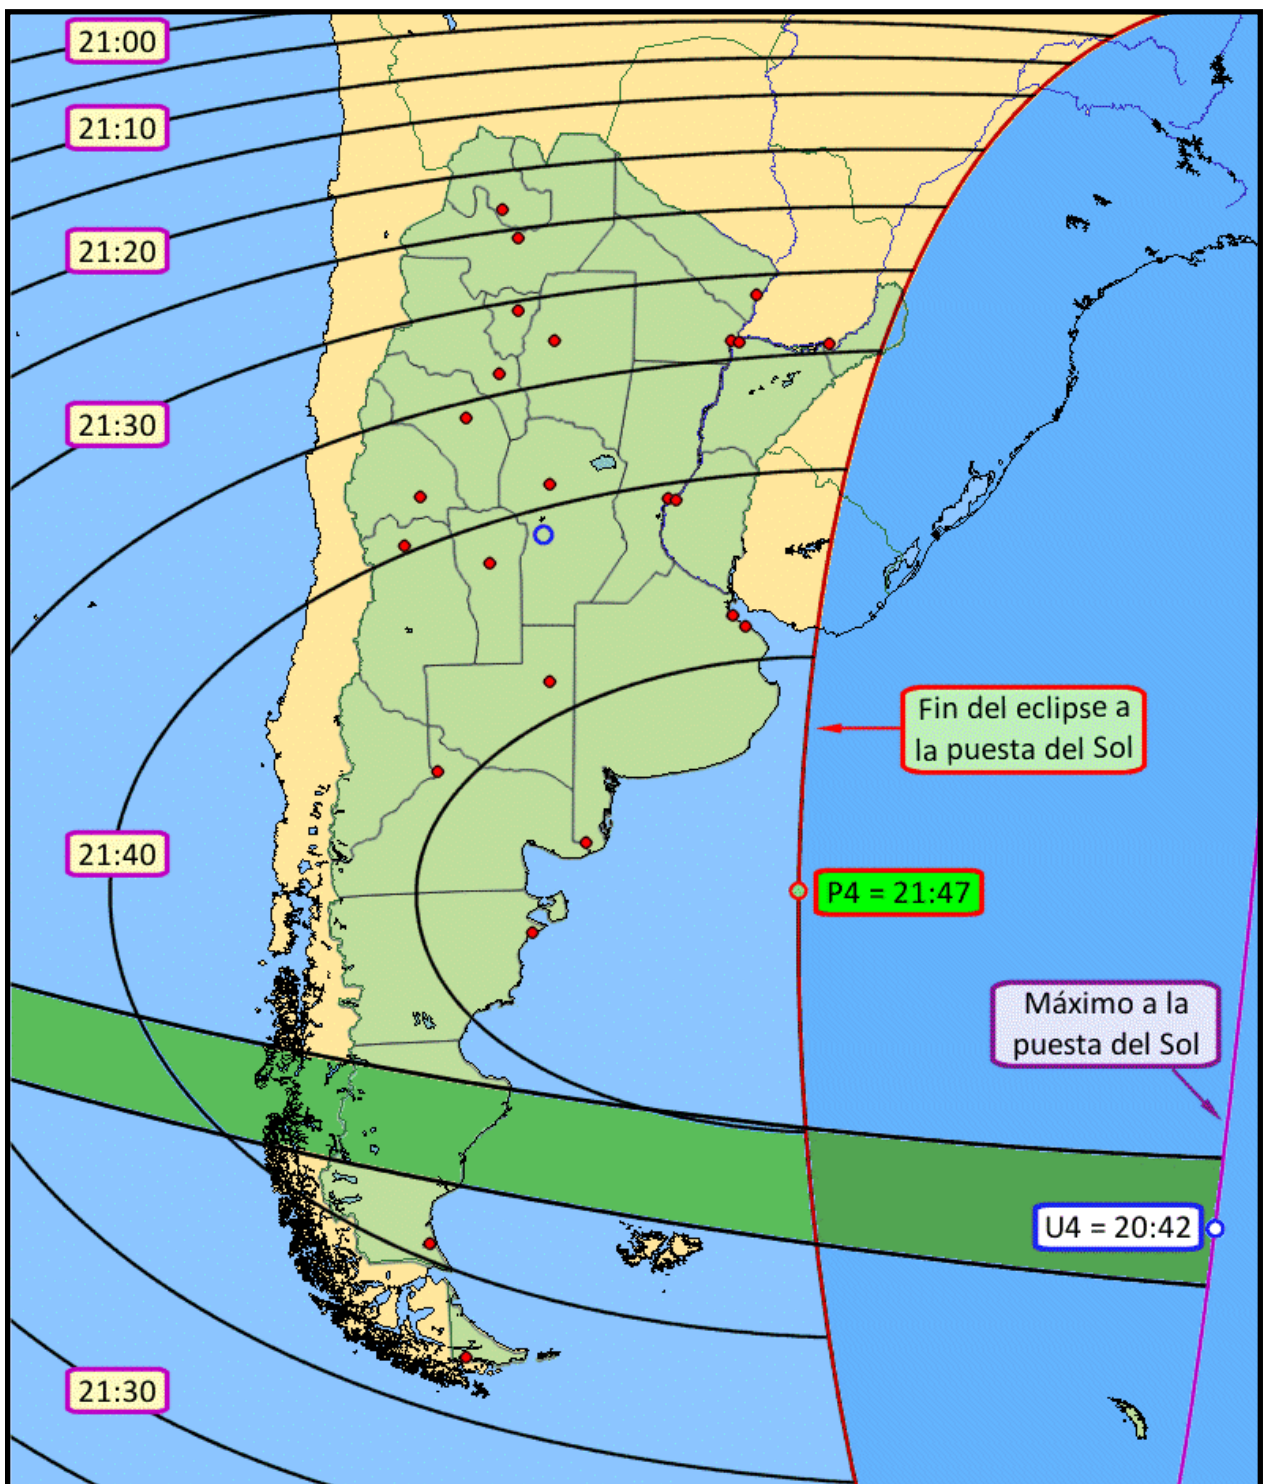 21:00
21:10
21:20
21:30
Fin del eclipse a
la puesta del Sol
21:40
P4 = 21:47
Máximo a la
puesta del Sol
U4 = 20:42
21:30